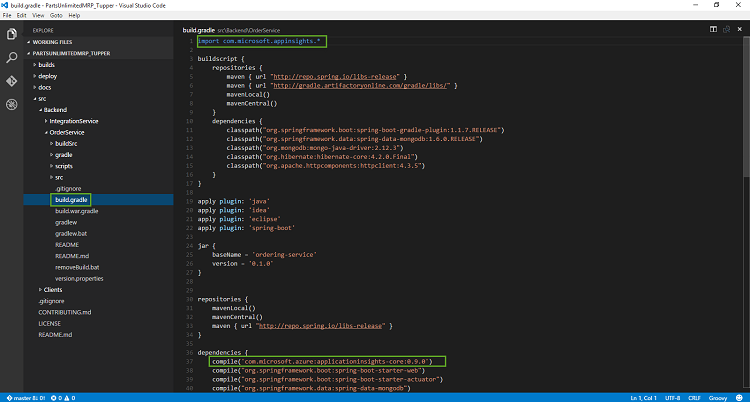 build.gradle - PartsUnlimitedMRP_Tupper - Visual Studio Code
File Edit View Goto Help
EXPLORE
WORKING FILES
PARTSUNLIMITEDMRP_TUPPER
builds
deploy
docs
src
Backend
IntegrationService
OrderService
buildSrc
gradle
scripts
src
.gitignore
build.gradle
build.war.gradle
gradlew
gradlew.bat
README
README.md
removeBuild.bat
version.properties
Clients
.gitignore
CONTRIBUTING.md
LICENSE
README.md
build.gradle src\Backend\OrderService
1 import com.microsoft.appinsights.*
2
3 buildscript {
4 repositories {
5 maven { url "http://repo.spring.io/libs-release" }
6 maven { url "http://gradle.artifactoryonline.com/gradle/libs/" }
7 mavenLocal()
8 mavenCentral()
9 }
10 dependencies {
11 classpath("org.springframework.boot:spring-boot-gradle-plugin:1.1.7.RELEASE")
12 classpath("org.springframework.data:spring-data-mongodb:1.6.0.RELEASE")
13 classpath("org.mongodb:mongo-java-driver:2.12.3")
14 classpath("org.hibernate:hibernate-core:4.2.0.Final")
15 classpath("org.apache.httpcomponents:httpclient:4.3.5")
16 }
17 }
18
19 apply plugin: 'java'
20 apply plugin: 'idea'
21 apply plugin: 'eclipse'
22 apply plugin: 'spring-boot'
23
24 jar {
25 baseName = 'ordering-service'
26 version = '0.1.0'
27 }
28
29
30 repositories {
31 mavenLocal()
32 mavenCentral()
33 maven { url "http://repo.spring.io/libs-release" }
34 }
35
36 dependencies {
37 compile("com.microsoft.azure:applicationinsights-core:0.9.0")
38 compile("org.springframework.boot:spring-boot-starter-web")
39 compile("org.springframework.boot:spring-boot-starter-actuator")
40 compile("org.springframework.data:spring-data-mongodb")
master 8↓ 0↑ 0 0 Ln 1, Col 1 UTF-8 CRLF Groovy